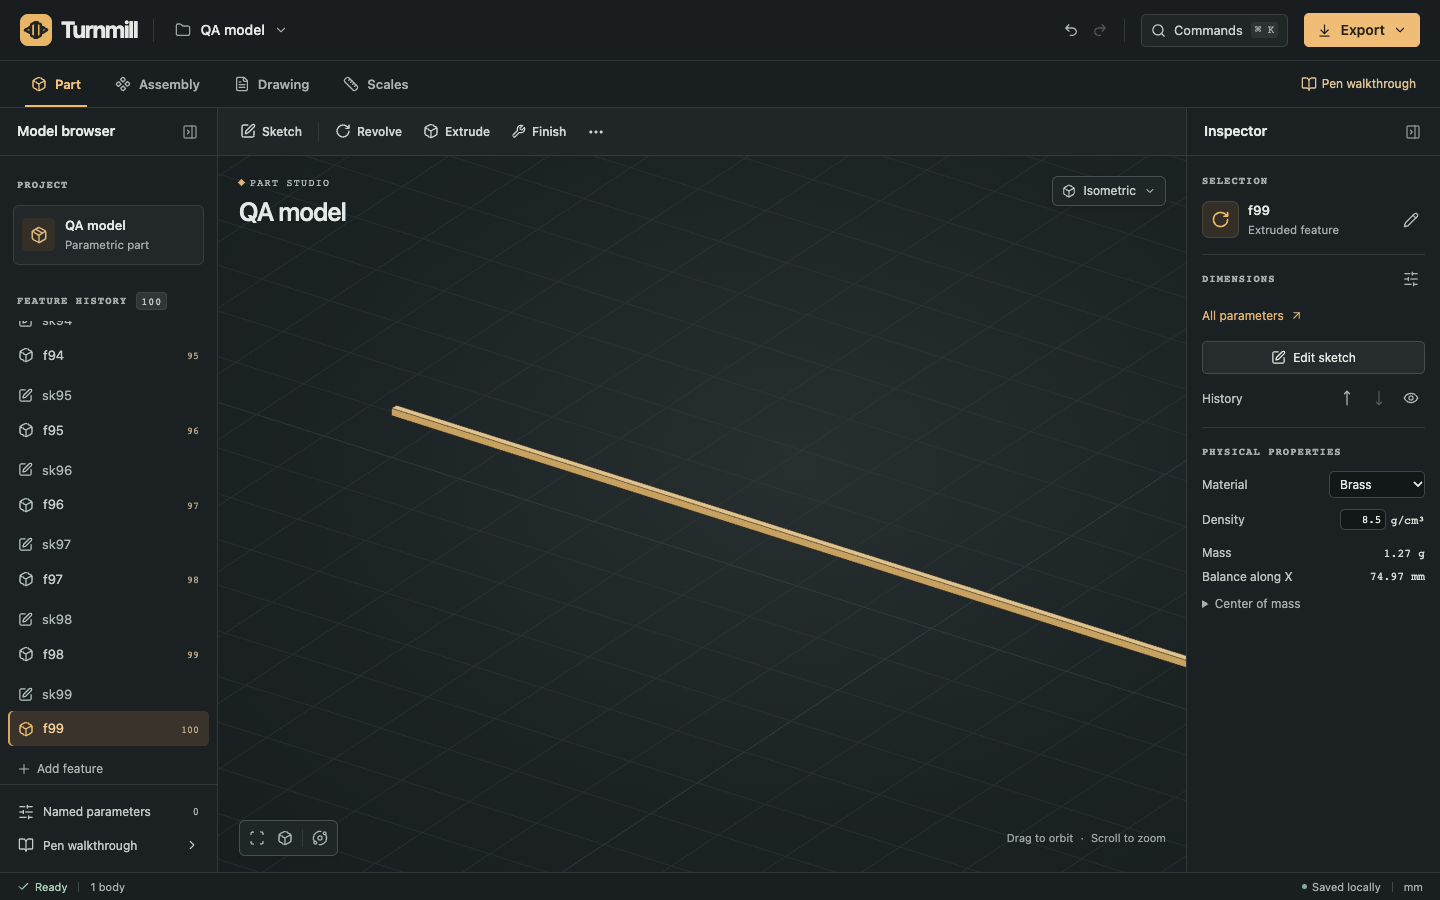 Turnmill
QA model
Commands ⌘ K
Export
Part
Assembly
Drawing
Scales
Pen walkthrough
Model browser
Sketch
Revolve
Extrude
Finish
Inspector
PROJECT
QA model
Parametric part
FEATURE HISTORY 100
sk94
f94 95
sk95
f95 96
sk96
f96 97
sk97
f97 98
sk98
f98 99
sk99
f99 100
Add feature
Named parameters 0
Pen walkthrough
PART STUDIO
QA model
Isometric
Drag to orbit · Scroll to zoom
SELECTION
f99
Extruded feature
DIMENSIONS
All parameters
Edit sketch
History
PHYSICAL PROPERTIES
Material Brass
Density 8.5 g/cm³
Mass 1.27 g
Balance along X 74.97 mm
Center of mass
Ready
1 body
Saved locally
mm